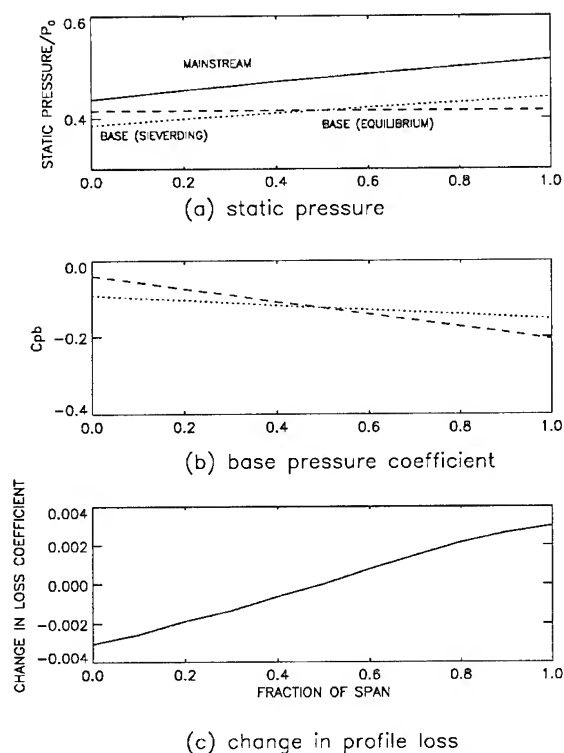 STATIC PRESSURE/P₀
0.6
0.4
MAINSTREAM
BASE (SIEVERDING)
BASE (EQUILIBRIUM)
0.0 0.2 0.4 0.6 0.8 1.0
(a) static pressure
Cpb
0.0
-0.2
-0.4
0.0 0.2 0.4 0.6 0.8 1.0
(b) base pressure coefficient
CHANGE IN LOSS COEFFICIENT
0.004
0.002
0.000
-0.002
-0.004
0.0 0.2 0.4 0.6 0.8 1.0
FRACTION OF SPAN
(c) change in profile loss